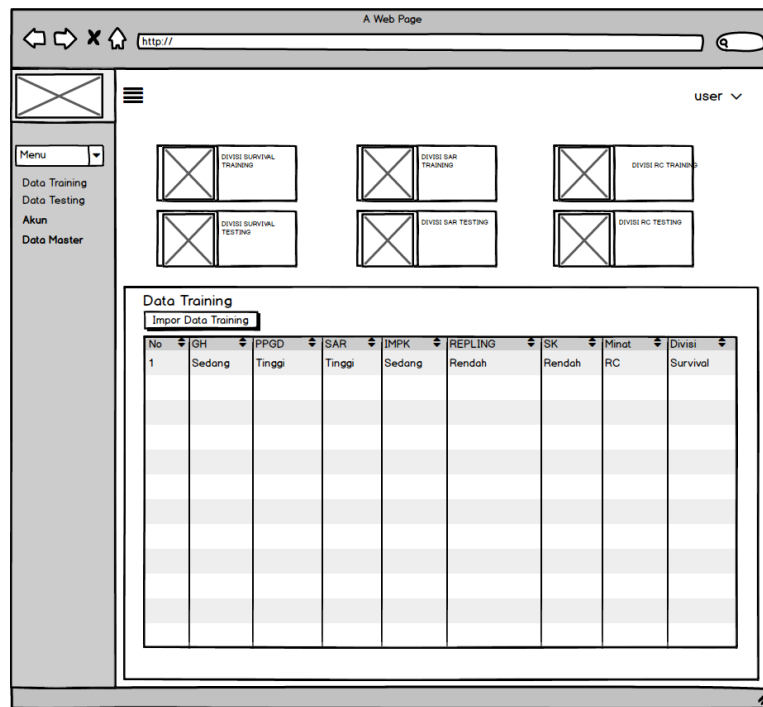 A Web Page
http://
user
Menu
Data Training
Data Testing
Akun
Data Master
DIVISI SURVIVAL
TRAINING
DIVISI SAR
TRAINING
DIVISI RC TRAINING
DIVISI SURVIVAL
TESTING
DIVISI SAR TESTING
DIVISI RC TESTING
Data Training
Impor Data Training
No GH PPGD SAR IMPK REPLING SK Minat Divisi
1 Sedang Tinggi Tinggi Sedang Rendah Rendah RC Survival